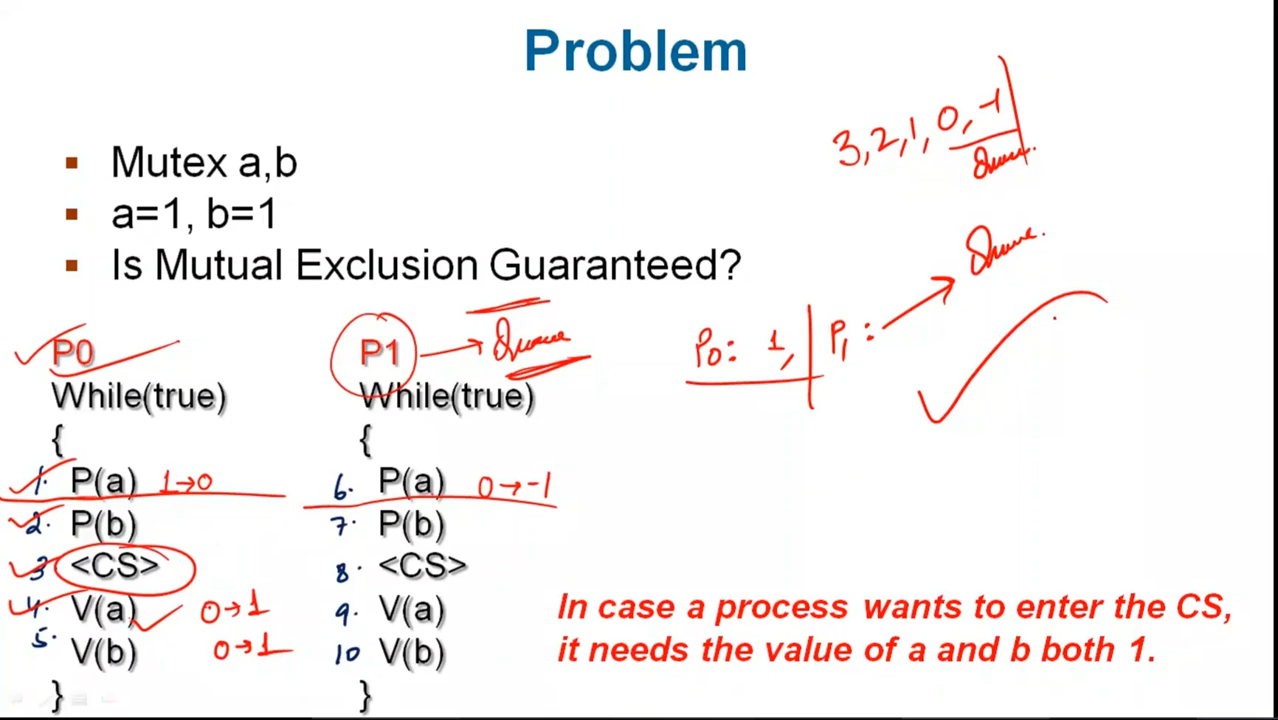 Problem
3, 2, 1, 0, -1
Queue.
▪ Mutex a,b
▪ a=1, b=1
▪ Is Mutual Exclusion Guaranteed?
Queue.
P0: 1, P1:
P0
While(true)
{
1. P(a) 1→0
2. P(b)
3 <CS>
4. V(a) 0→1
5. V(b) 0→1
}
P1 → Queue
While(true)
{
6. P(a) 0→-1
7. P(b)
8. <CS>
9. V(a)
10 V(b)
}
In case a process wants to enter the CS,
it needs the value of a and b both 1.